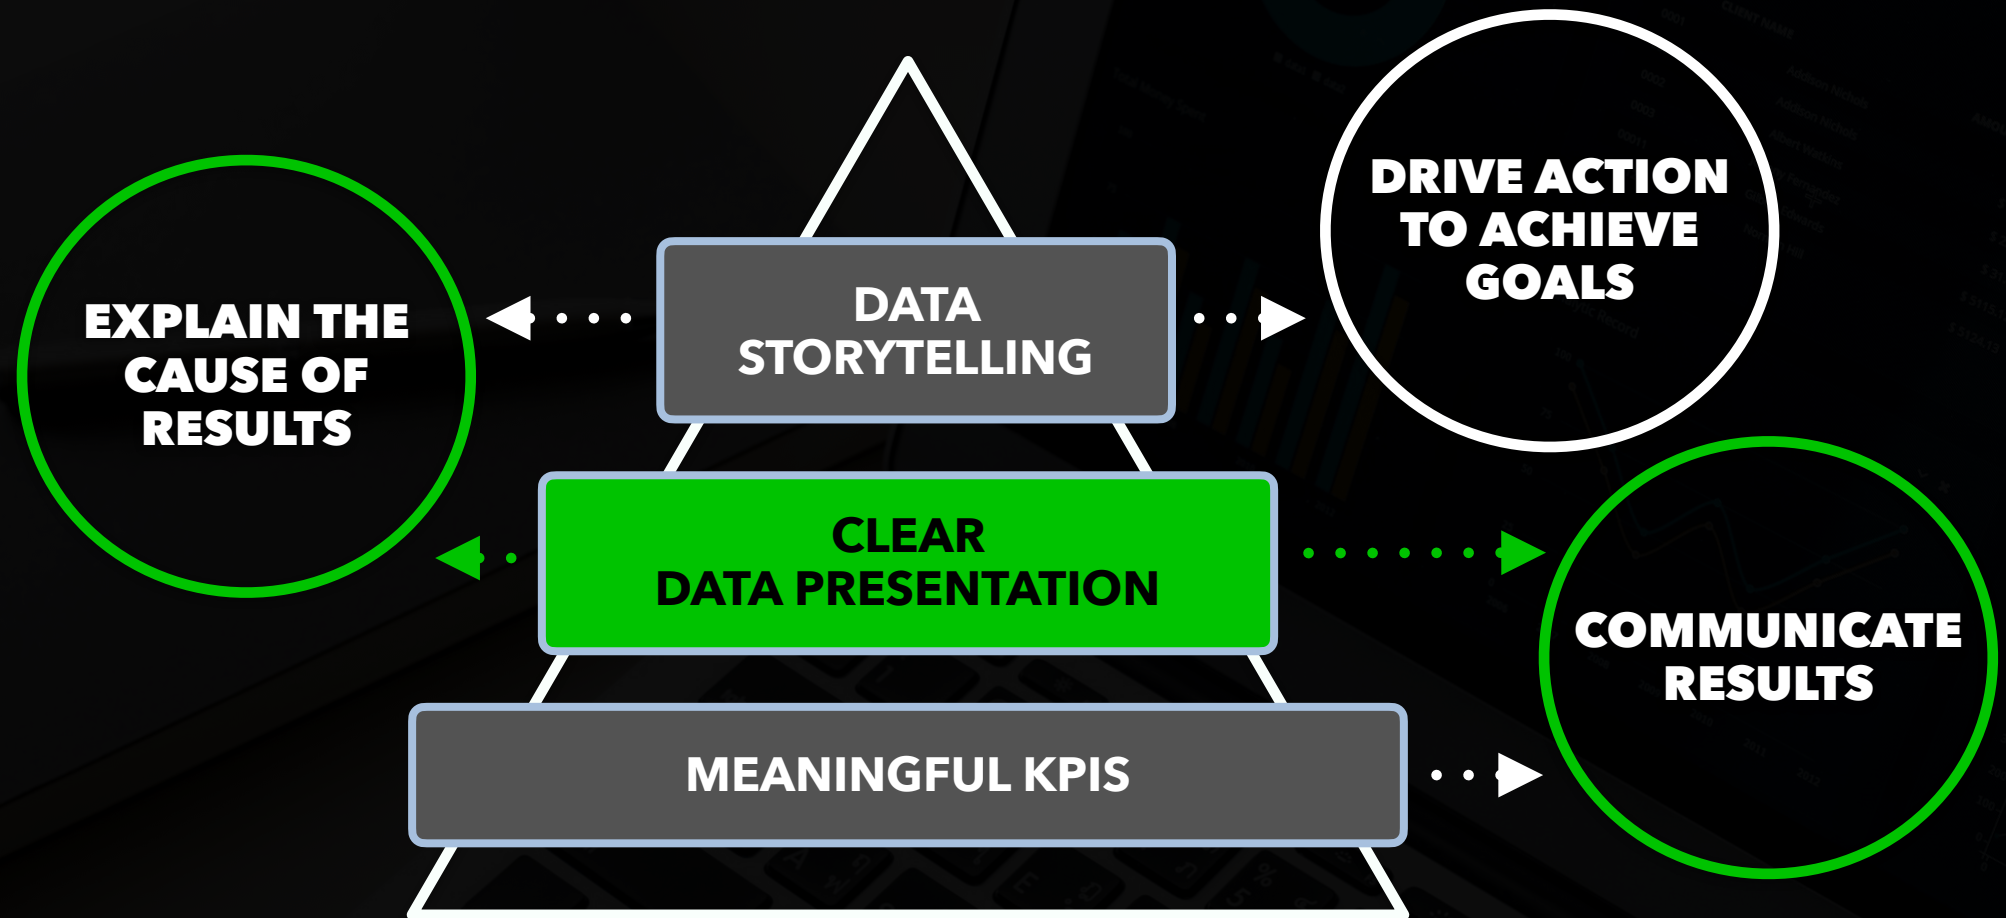 DRIVE ACTION
TO ACHIEVE
GOALS
EXPLAIN THE
CAUSE OF
RESULTS
DATA
STORYTELLING
CLEAR
DATA PRESENTATION
COMMUNICATE
RESULTS
MEANINGFUL KPIS